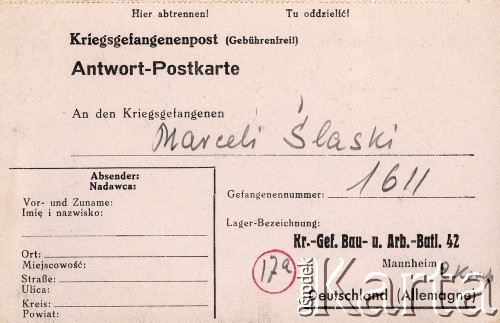 Hier abtrennen! Tu oddzielić!
Kriegsgefangenenpost (Gebührenfrei!)
Antwort-Postkarte
An den Kriegsgefangenen
Marceli Ślaski
Absender:
Nadawca:
Vor- und Zuname:
Imię i nazwisko:
Ort:
Miejscowość:
Straße:
Ulica:
Kreis:
Powiat:
Gefangenennummer: 1611
Lager-Bezeichnung:
Kr.-Gef. Bau- u. Arb.-Batl. 42
17a
Mannheim
Deutschland (Allemagne)
Ośrodek
Karta